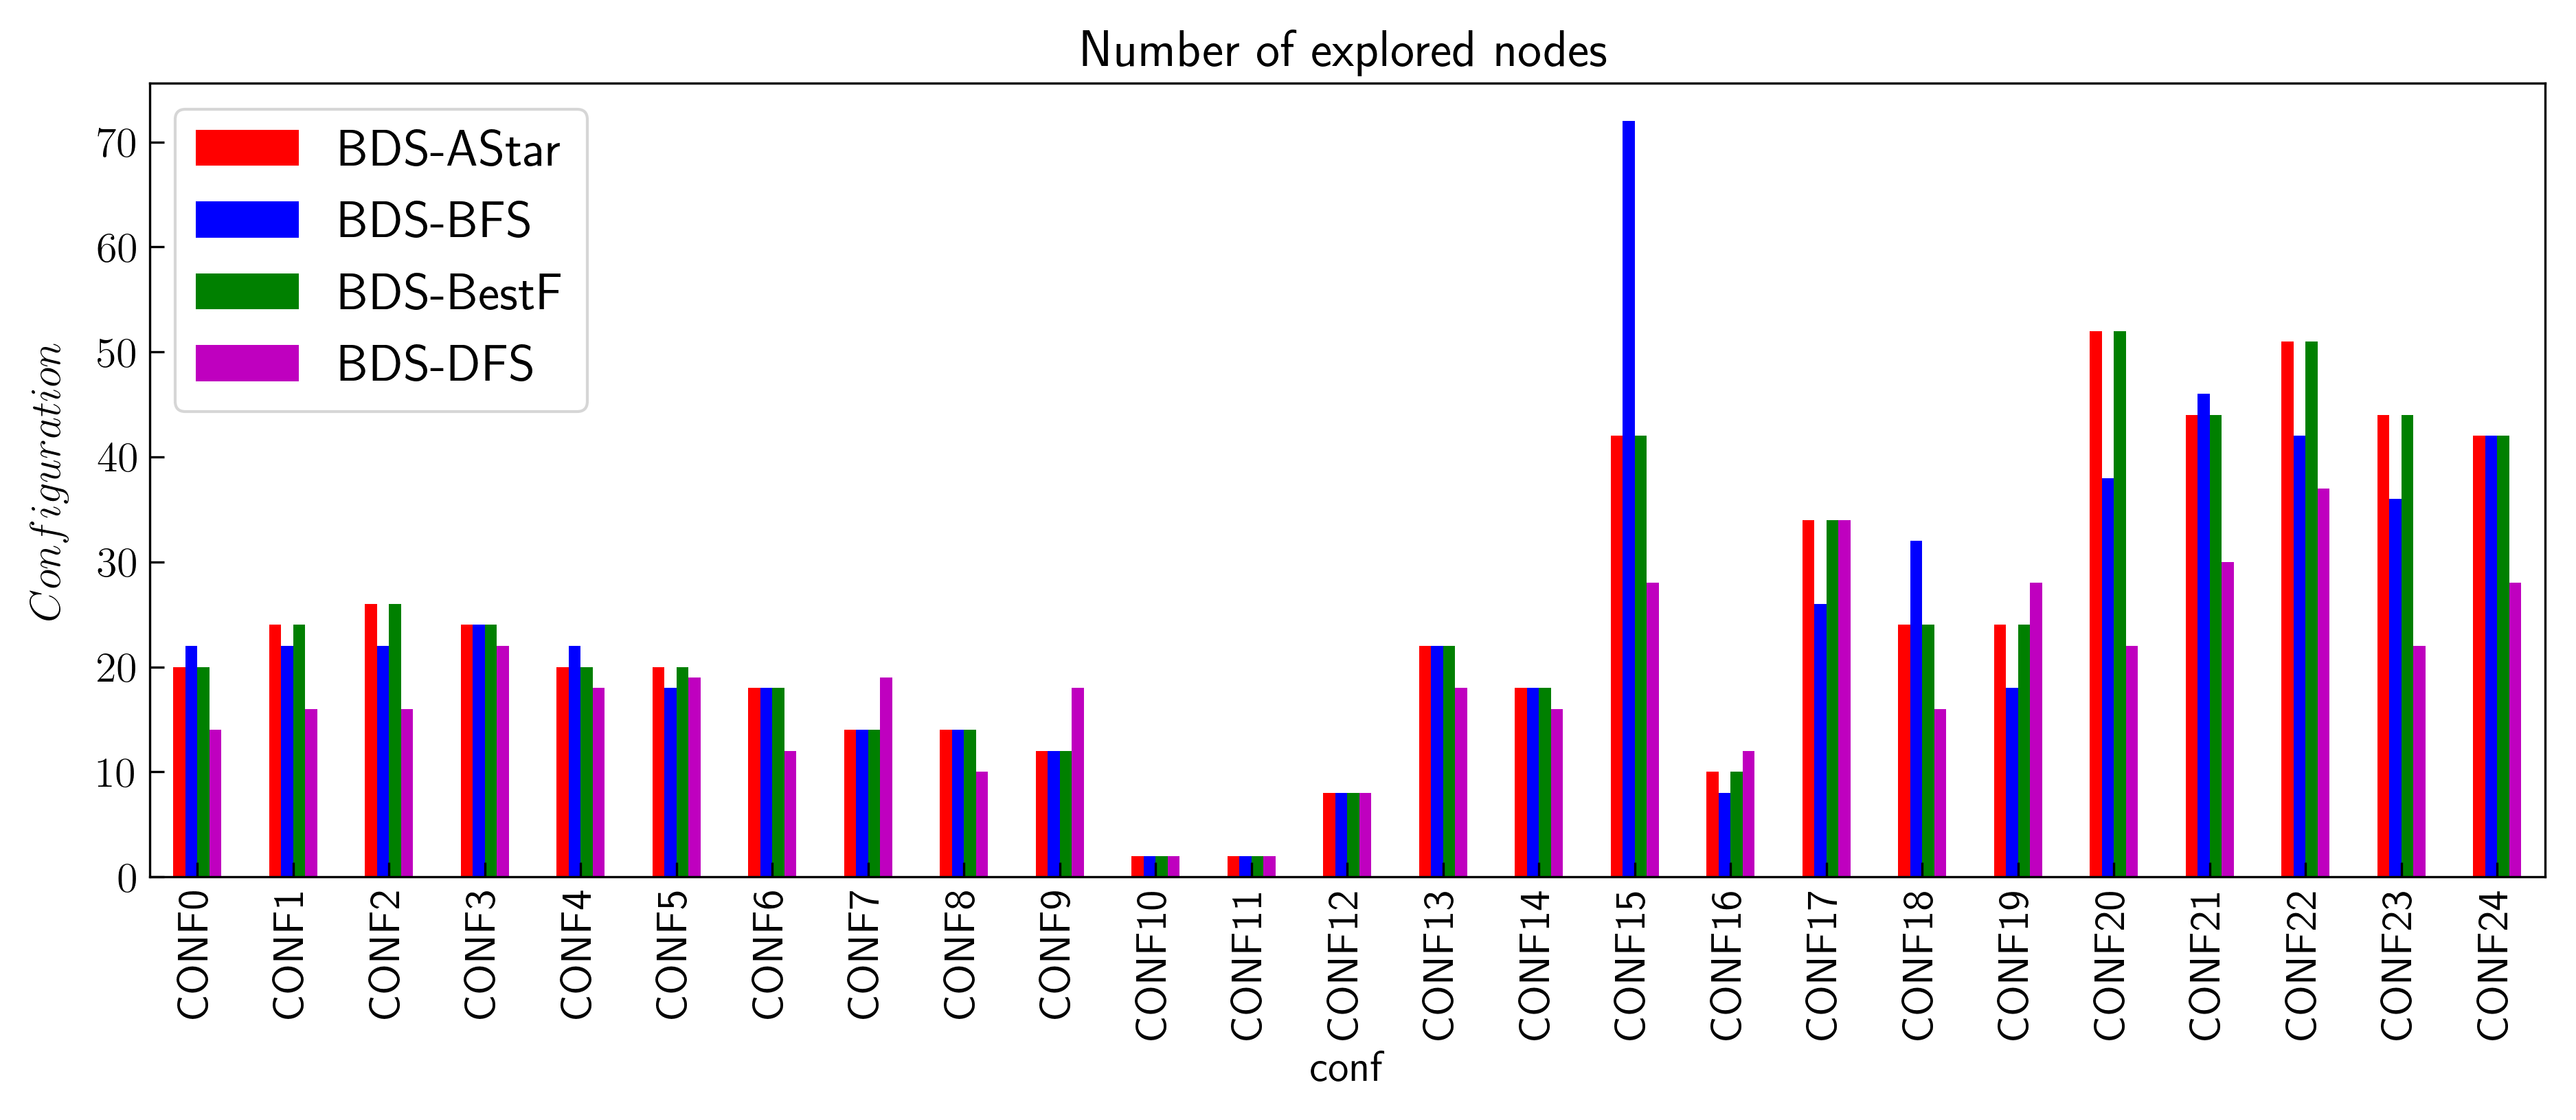 Number of explored nodes
BDS-AStar
BDS-BFS
BDS-BestF
BDS-DFS
Configuration
70
60
50
40
30
20
10
0
CONF0
CONF1
CONF2
CONF3
CONF4
CONF5
CONF6
CONF7
CONF8
CONF9
CONF10
CONF11
CONF12
CONF13
CONF14
CONF15
CONF16
CONF17
CONF18
CONF19
CONF20
CONF21
CONF22
CONF23
CONF24
conf